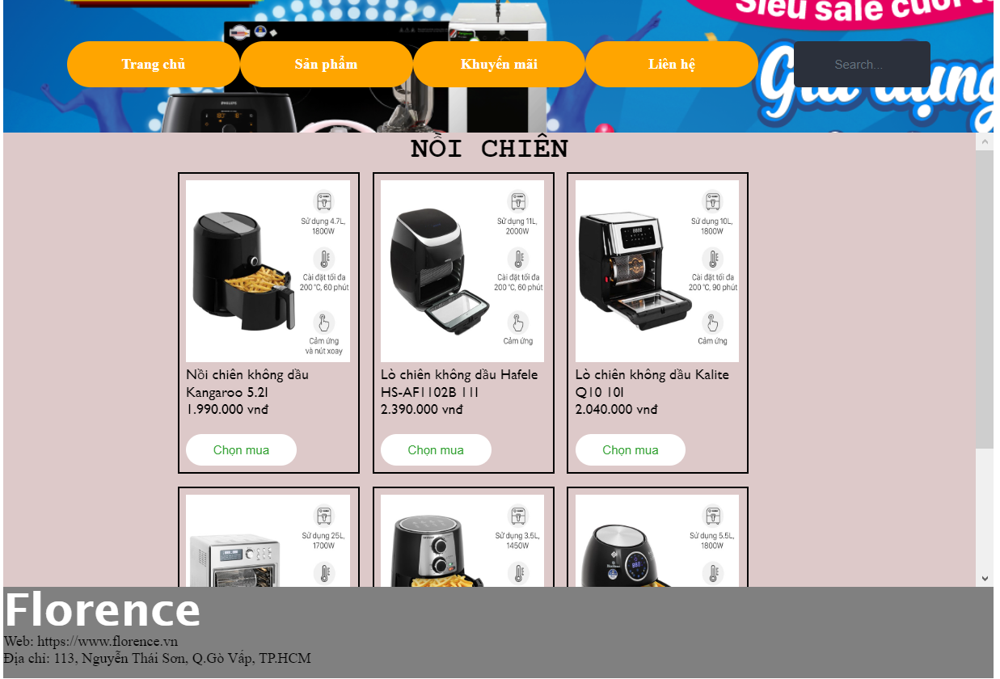 Siêu sale cuối t
Trang chủ
Sản phẩm
Khuyến mãi
Liên hệ
Search...
Gia dụng
PHILIPS
NỒI CHIÊN
Sử dụng 4.7L,
1800W
Cài đặt tối đa
200 °C, 60 phút
Cảm ứng
và nút xoay
Nồi chiên không dầu
Kangaroo 5.2l
1.990.000 vnđ
Chọn mua
Sử dụng 11L,
2000W
Cài đặt tối đa
200 °C, 60 phút
Cảm ứng
Lò chiên không dầu Hafele
HS-AF1102B 11l
2.390.000 vnđ
Chọn mua
Sử dụng 10L,
1800W
Cài đặt tối đa
200 °C, 90 phút
Cảm ứng
Lò chiên không dầu Kalite
Q10 10l
2.040.000 vnđ
Chọn mua
Sử dụng 25L,
1700W
Sử dụng 3.5L,
1450W
Sử dụng 5.5L,
1800W
Florence
Web: https://www.florence.vn
Địa chỉ: 113, Nguyễn Thái Sơn, Q.Gò Vấp, TP.HCM